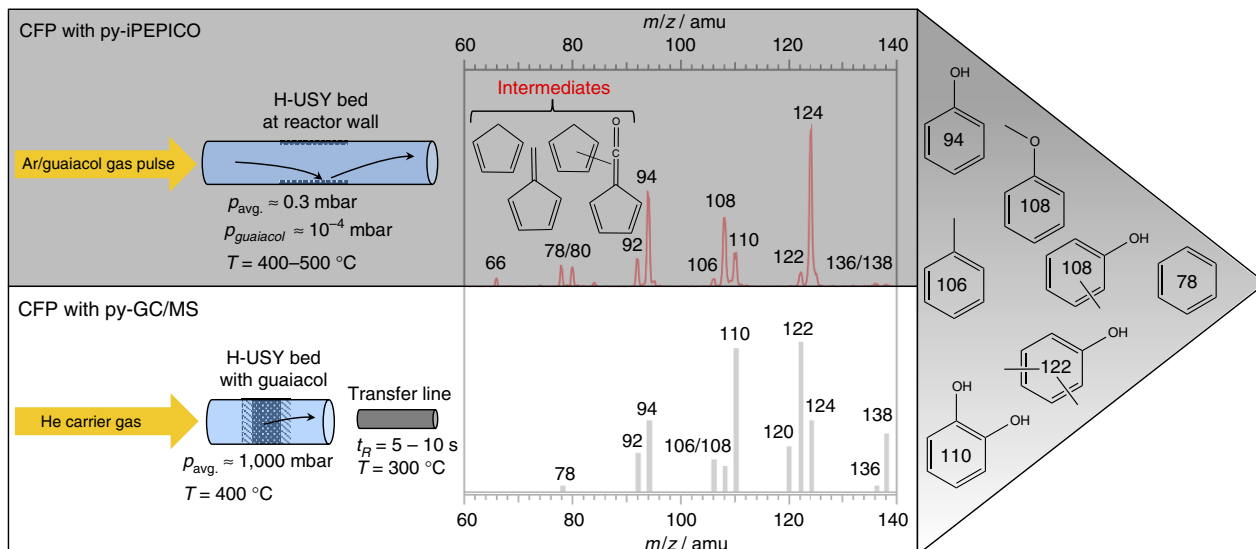 CFP with py-iPEPICO
H-USY bed
at reactor wall
Ar/guaiacol gas pulse
p_avg. ≈ 0.3 mbar
p_guaiacol ≈ 10⁻⁴ mbar
T = 400–500 °C
m/z / amu
60 80 100 120 140
Intermediates
O
C
66
78/80
92
94
106
108
110
122
124
136/138
CFP with py-GC/MS
H-USY bed
with guaiacol
He carrier gas
p_avg. ≈ 1,000 mbar
T = 400 °C
Transfer line
t_R = 5 – 10 s
T = 300 °C
78
92
94
106/108
110
120
122
124
136
138
60 80 100 120 140
m/z / amu
OH
94
O
108
106
OH
108
78
OH
122
OH
OH
110